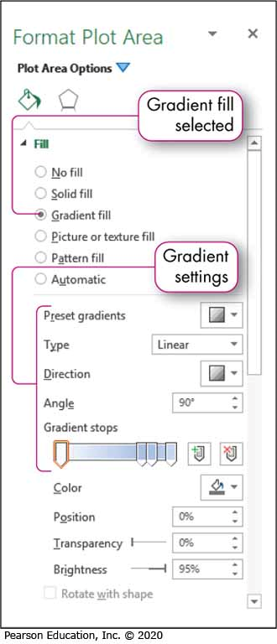 Format Plot Area
Plot Area Options
Gradient fill
selected
Fill
No fill
Solid fill
Gradient fill
Picture or texture fill
Pattern fill
Automatic
Gradient
settings
Preset gradients
Type
Linear
Direction
Angle
90°
Gradient stops
Color
Position
0%
Transparency
0%
Brightness
95%
Rotate with shape
Pearson Education, Inc. © 2020